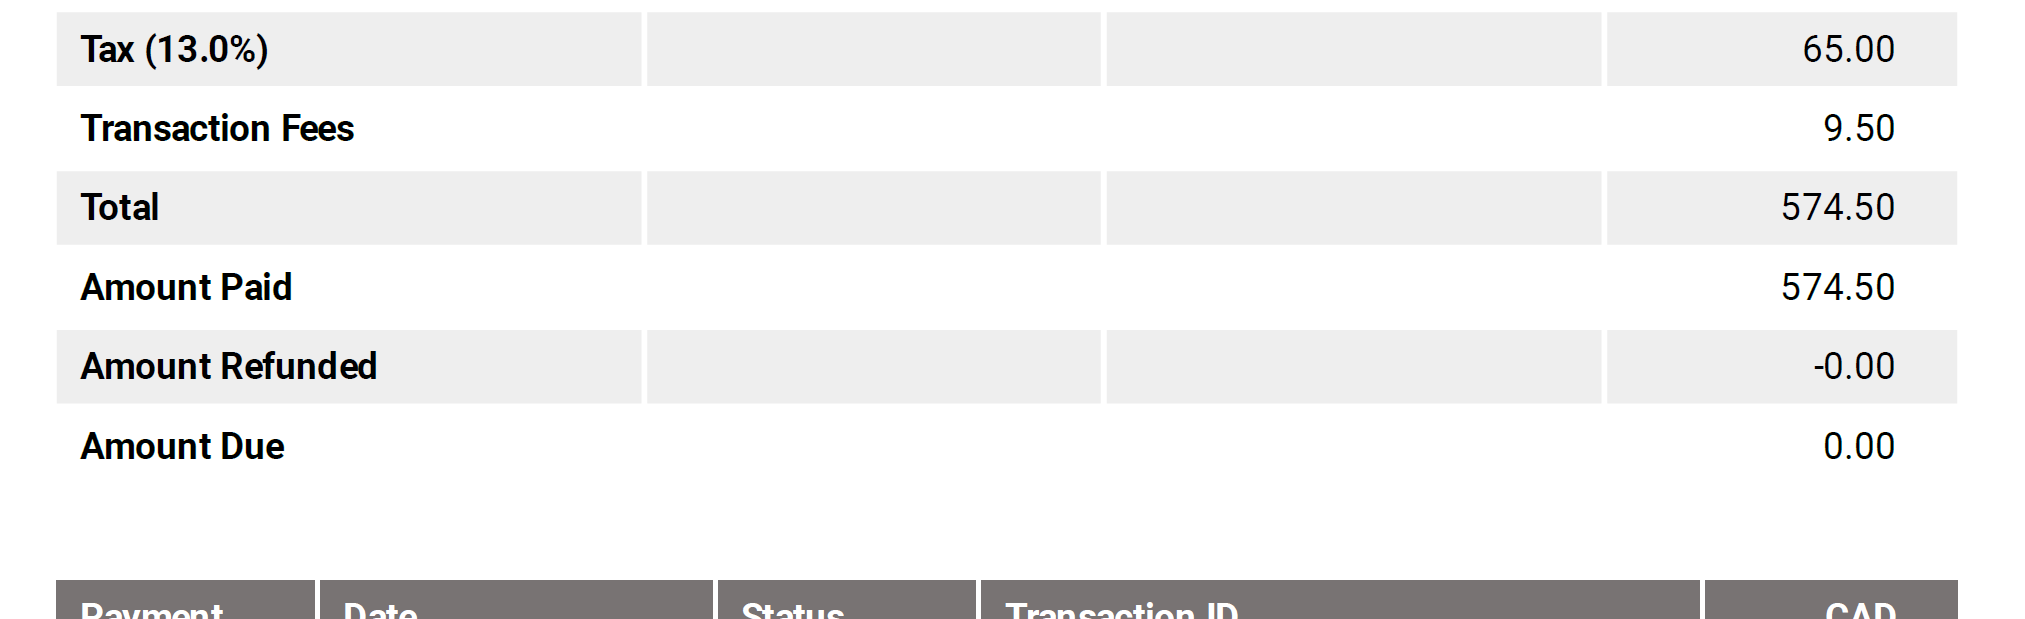 Tax (13.0%) 65.00
Transaction Fees 9.50
Total 574.50
Amount Paid 574.50
Amount Refunded -0.00
Amount Due 0.00
Payment Date Status Transaction ID CAD